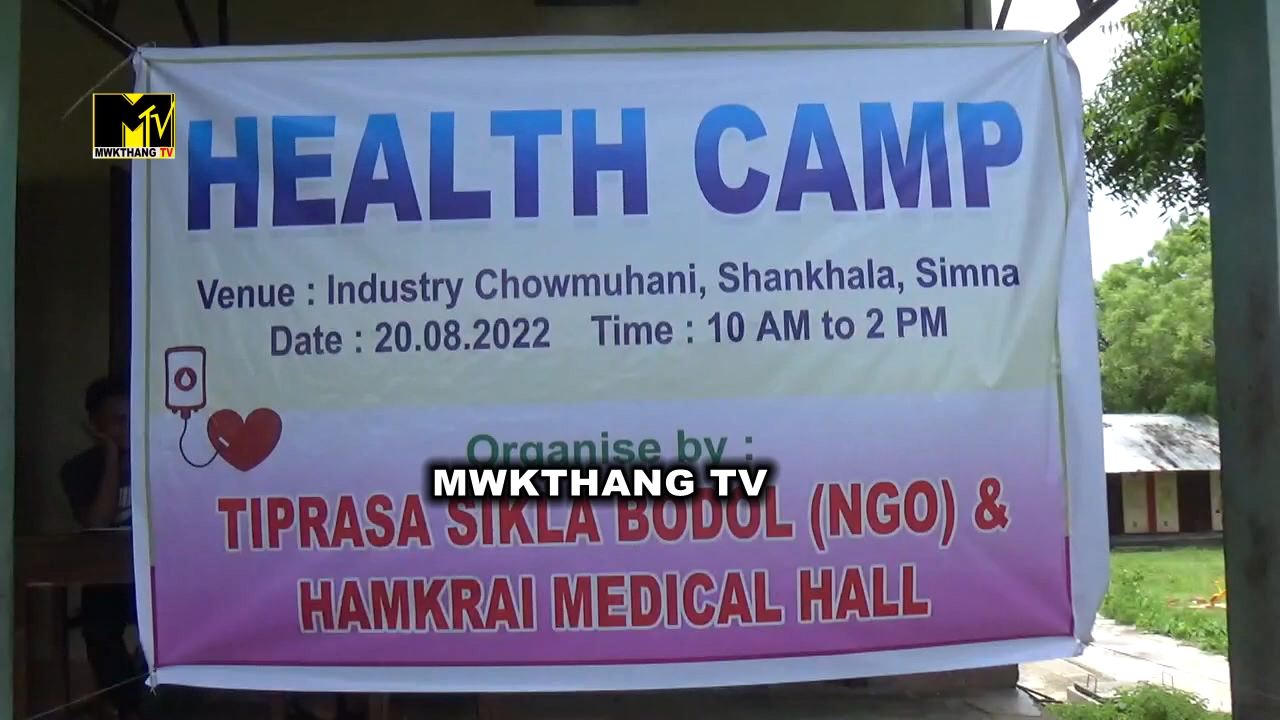 MTV
MWKTHANG TV
HEALTH CAMP
Venue : Industry Chowmuhani, Shankhala, Simna
Date : 20.08.2022 Time : 10 AM to 2 PM
Organise by :
MWKTHANG TV
TIPRASA SIKLA BODOL (NGO) &
HAMKRAI MEDICAL HALL